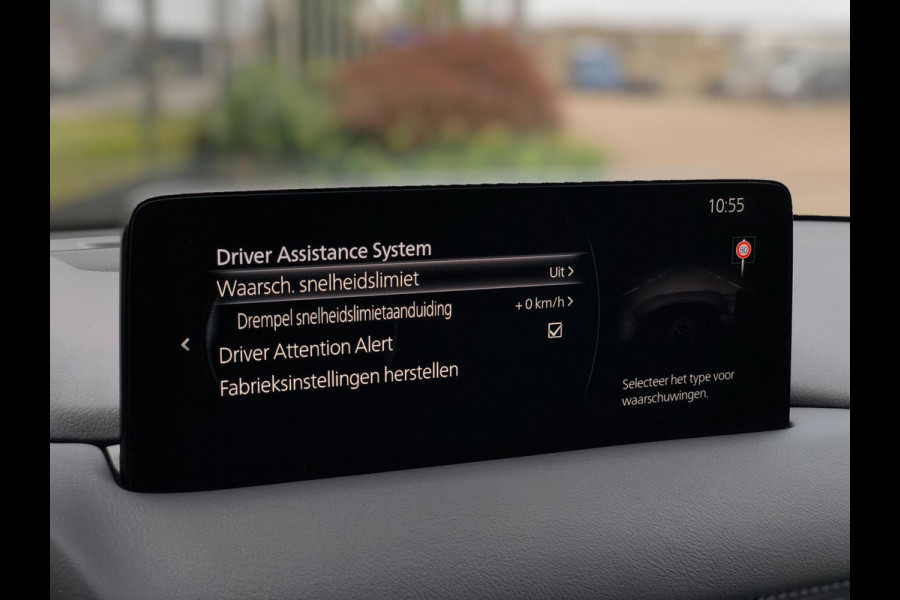 10:55
Driver Assistance System
Waarsch. snelheidslimiet Uit >
Drempel snelheidslimietaanduiding + 0 km/h >
Driver Attention Alert
Fabrieksinstellingen herstellen
Selecteer het type voor
waarschuwingen.